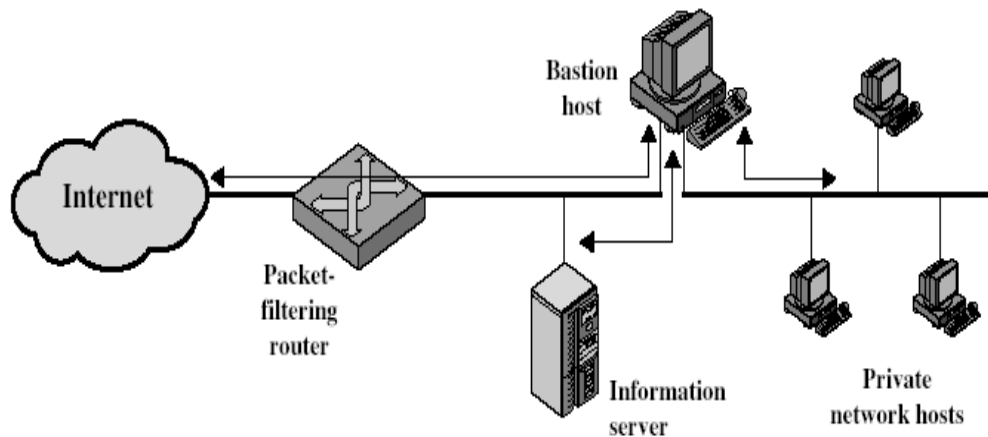 Bastion
host
Internet
Packet-
filtering
router
Information
server
Private
network hosts